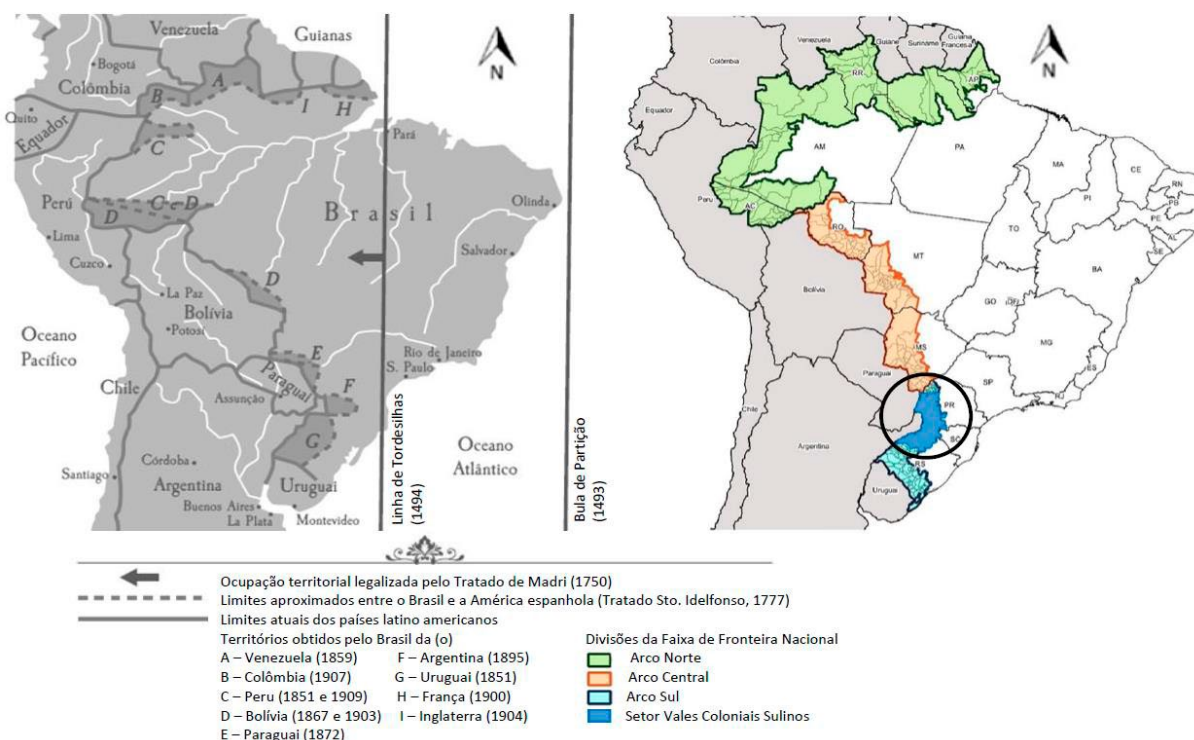 Venezuela
Guianas
Bogotá
Colômbia
N
A
B
I
H
Quito
Equador
Pará
C
Perú
C e D
D
Brasil
Olinda
Lima
Salvador
Cuzco
D
La Paz
Bolívia
Potosí
Oceano
Pacífico
E
Rio de Janeiro
S. Paulo
Paraguai
Chile
Assunção
F
G
Oceano
Atlântico
Córdoba
Santiago
Argentina
Uruguai
Buenos Aires
La Plata
Montevideo
Linha de Tordesilhas
(1494)
Bula de Partição
(1493)
N
Venezuela
Guiana
Suriname
Guiana
Francesa
Colômbia
RR
AP
Equador
AM
PA
MA
CE
RN
PB
PE
AL
SE
PI
Peru
AC
TO
RO
MT
BA
Bolívia
GO
DF
MG
ES
MS
SP
RJ
Paraguai
PR
Chile
SC
Argentina
RS
Uruguai
Ocupação territorial legalizada pelo Tratado de Madri (1750)
Limites aproximados entre o Brasil e a América espanhola (Tratado Sto. Idelfonso, 1777)
Limites atuais dos países latino americanos
Territórios obtidos pelo Brasil da (o)
A – Venezuela (1859)
B – Colômbia (1907)
C – Peru (1851 e 1909)
D – Bolívia (1867 e 1903)
E – Paraguai (1872)
F – Argentina (1895)
G – Uruguai (1851)
H – França (1900)
I – Inglaterra (1904)
Divisões da Faixa de Fronteira Nacional
Arco Norte
Arco Central
Arco Sul
Setor Vales Coloniais Sulinos